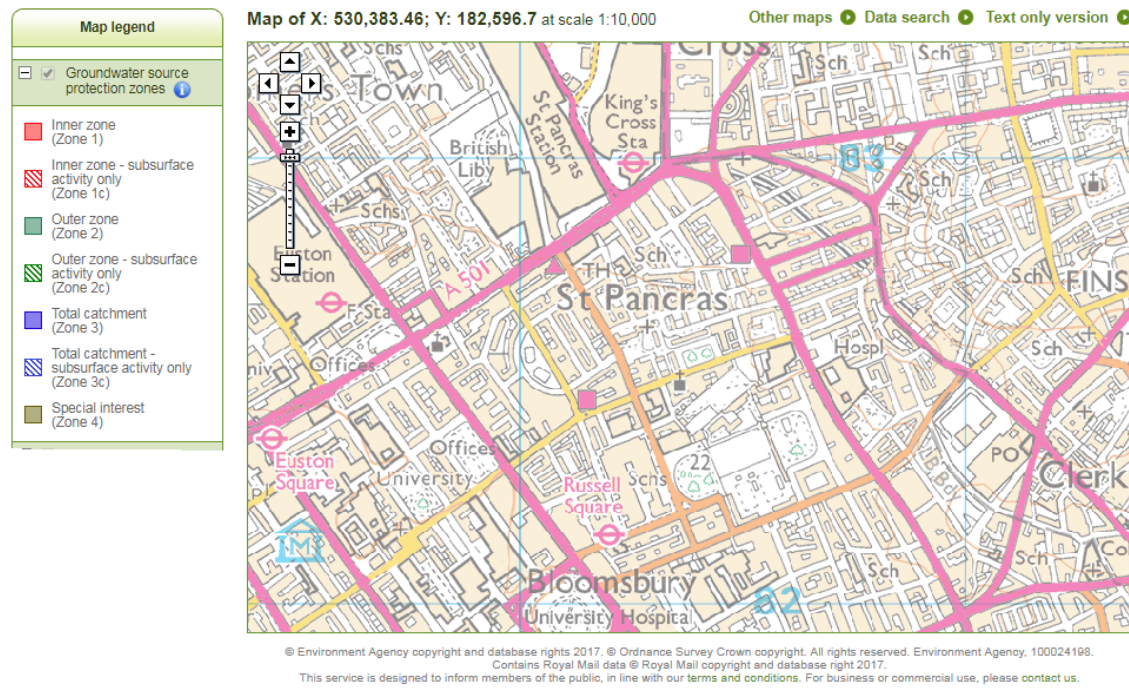 Map legend
Groundwater source
protection zones
Inner zone
(Zone 1)
Inner zone - subsurface
activity only
(Zone 1c)
Outer zone
(Zone 2)
Outer zone - subsurface
activity only
(Zone 2c)
Total catchment
(Zone 3)
Total catchment -
subsurface activity only
(Zone 3c)
Special interest
(Zone 4)
Map of X: 530,383.46; Y: 182,596.7 at scale 1:10,000
Other maps Data search Text only version
Schs
Cross
Sch
Sch
Town
St Pancras
Station
King's
Cross
Sta
British
Liby
83
Sch
Schs
Euston
Station
A 501
Sch
TH
St Pancras
Sch
FINS
F Sta
Offices
Hospl
Sch
Offices
Euston
Square
University
Russell
Square
Schs
22
PO
Clerk
M
Sch
Sch
Bloomsbury
82
University Hospital
© Environment Agency copyright and database rights 2017. © Ordnance Survey Crown copyright. All rights reserved. Environment Agency, 100024198.
Contains Royal Mail data © Royal Mail copyright and database right 2017.
This service is designed to inform members of the public, in line with our terms and conditions. For business or commercial use, please contact us.